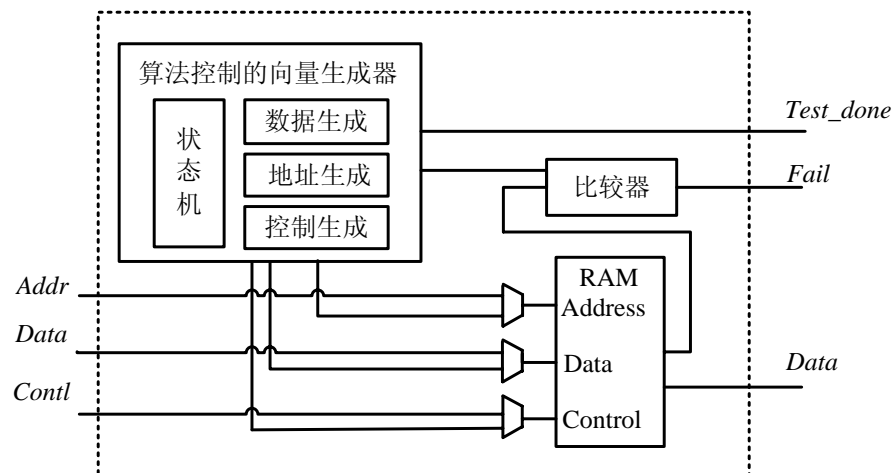 算法控制的向量生成器
状态机
数据生成
地址生成
控制生成
Test_done
比较器
Fail
Addr
Data
Contl
RAM
Address
Data
Control
Data